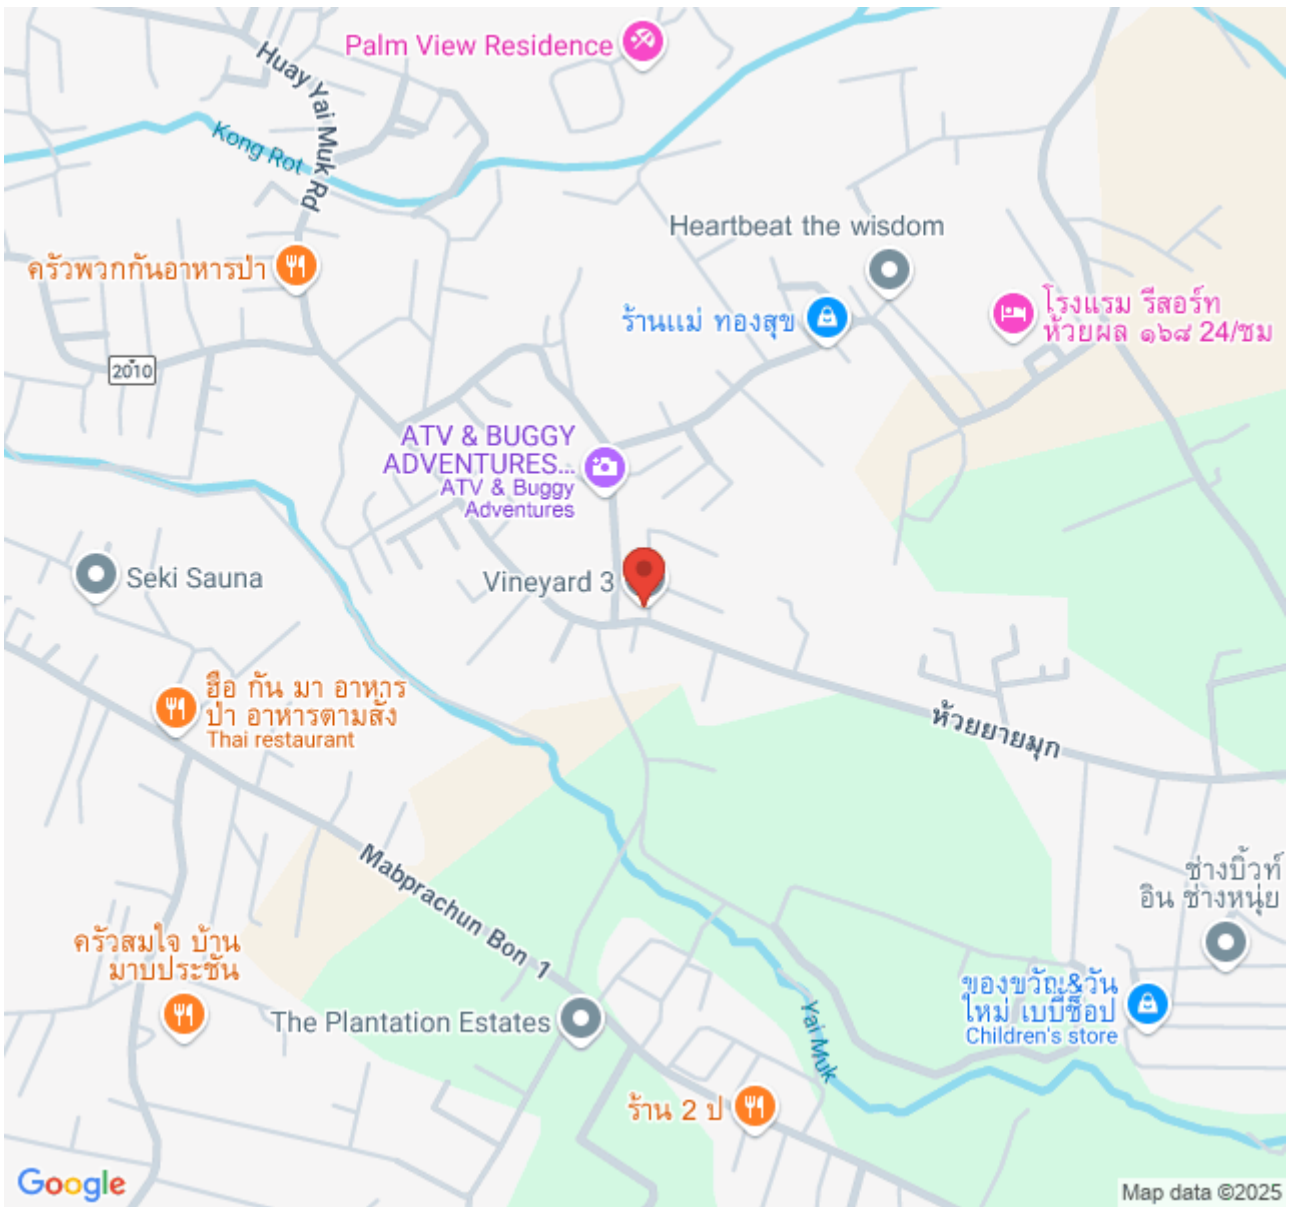 Palm View Residence
Huay Yai Muk Rd
Kong Rot
Heartbeat the wisdom
ครัวพวกกันอาหารป่า
ร้านแม่ ทองสุข
โรงแรม รีสอร์ท
ห้วยผล ๑๖๘ 24/ชม
2010
ATV & BUGGY
ADVENTURES...
ATV & Buggy
Adventures
Seki Sauna
Vineyard 3
ฮือ กัน มา อาหาร
ป่า อาหารตามสั่ง
Thai restaurant
ห้วยยายมุก
Mabprachun Bon 1
ช่างบิ้วท์
อิน ช่างหนุ่ย
ครัวสมใจ บ้าน
มาบประชัน
ของขวัญ&วัน
ใหม่ เบบี้ช็อป
Children's store
The Plantation Estates
Yai Muk
ร้าน 2 ป
Google
Map data ©2025